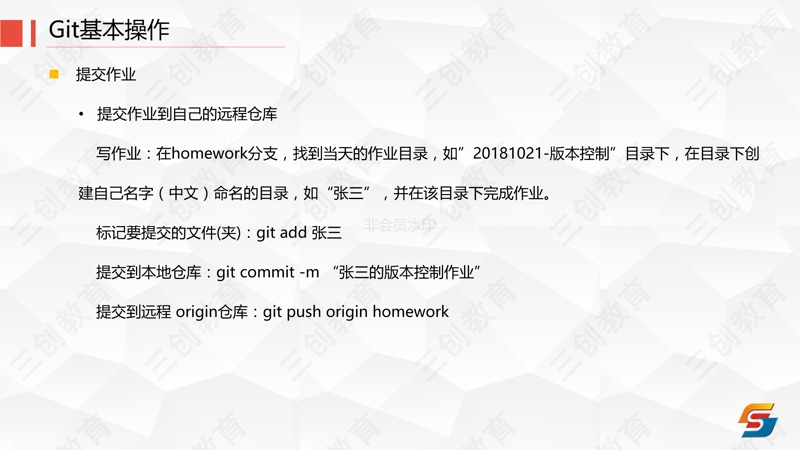 Git基本操作
提交作业
• 提交作业到自己的远程仓库
写作业：在homework分支，找到当天的作业目录，如”20181021-版本控制”目录下，在目录下创
建自己名字（中文）命名的目录，如“张三”，并在该目录下完成作业。
非会员水印
标记要提交的文件(夹)：git add 张三
提交到本地仓库：git commit -m “张三的版本控制作业”
提交到远程 origin仓库：git push origin homework
三创教育